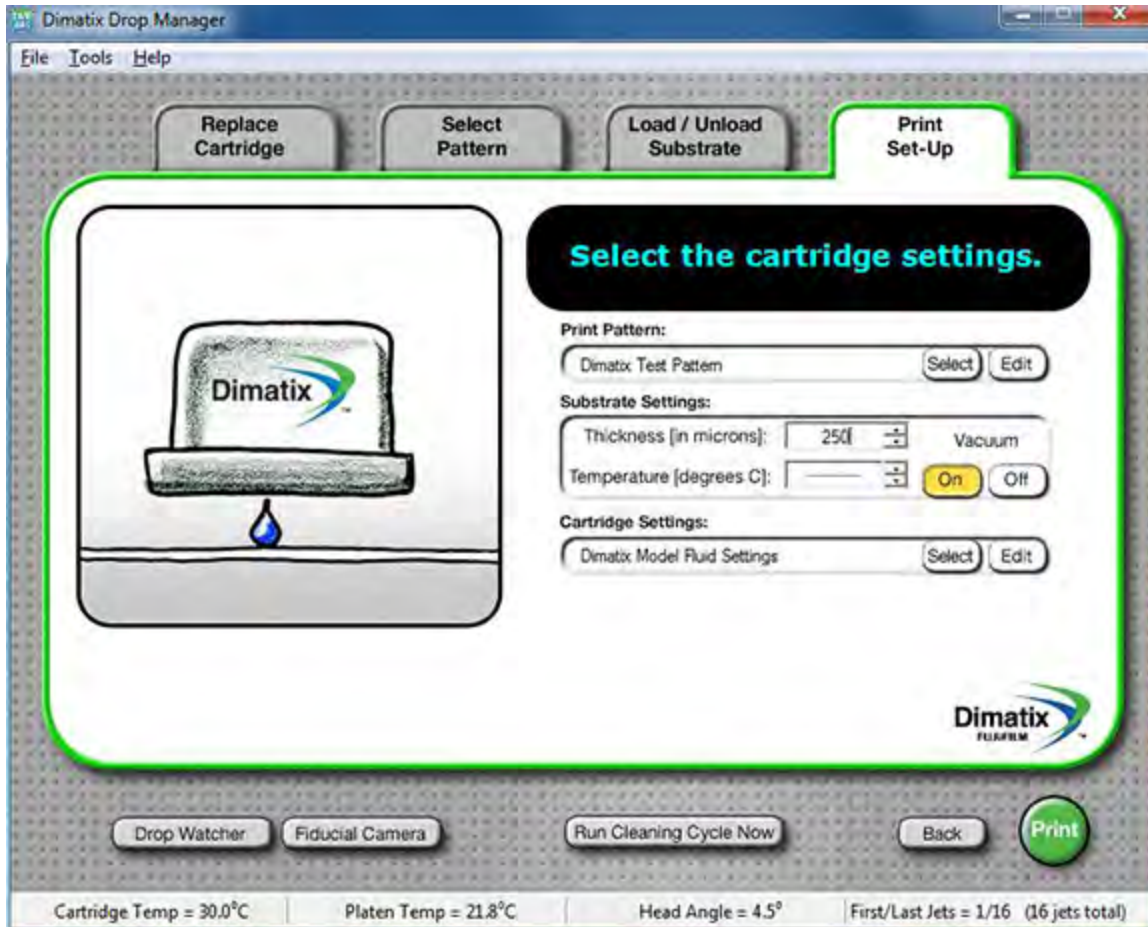 Dimatix Drop Manager
File Tools Help
Replace
Cartridge
Select
Pattern
Load / Unload
Substrate
Print
Set-Up
Dimatix
™
Select the cartridge settings.
Print Pattern:
Dimatix Test Pattern Select Edit
Substrate Settings:
Thickness [in microns]: 250 Vacuum
Temperature [degrees C]: On Off
Cartridge Settings:
Dimatix Model Fluid Settings Select Edit
Dimatix
FUJIFILM
Drop Watcher Fiducial Camera Run Cleaning Cycle Now Back Print
Cartridge Temp = 30.0°C Platen Temp = 21.8°C Head Angle = 4.5° First/Last Jets = 1/16 (16 jets total)